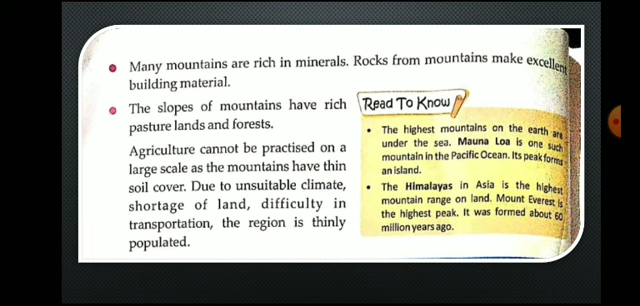 • Many mountains are rich in minerals. Rocks from mountains make excellent
building material.
• The slopes of mountains have rich
pasture lands and forests.
Agriculture cannot be practised on a
large scale as the mountains have thin
soil cover. Due to unsuitable climate,
shortage of land, difficulty in
transportation, the region is thinly
populated.
Read To Know
• The highest mountains on the earth are
under the sea. Mauna Loa is one such
mountain in the Pacific Ocean. Its peak forms
an island.
• The Himalayas in Asia is the highest
mountain range on land. Mount Everest is
the highest peak. It was formed about 60
million years ago.